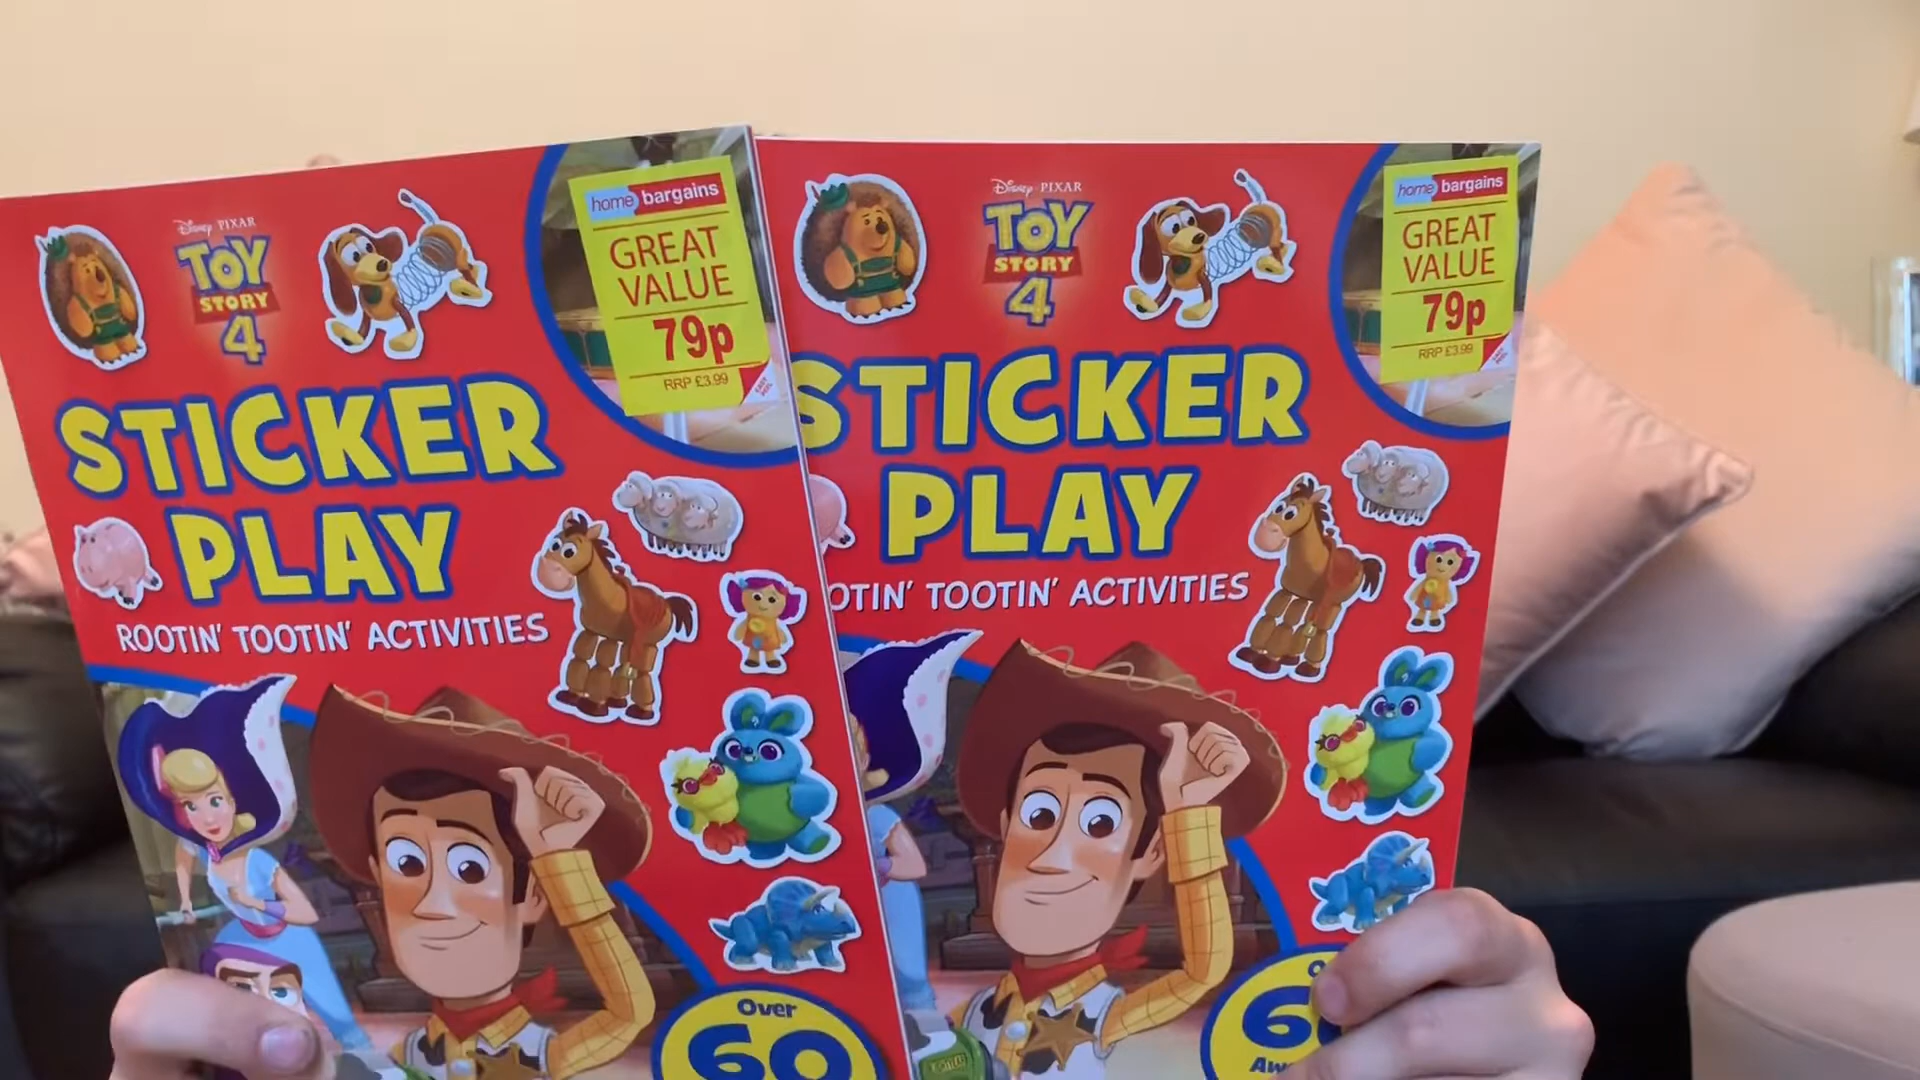 Disney PIXAR
TOY
STORY
4
STICKER
PLAY
ROOTIN' TOOTIN' ACTIVITIES
home bargains
GREAT
VALUE
79p
RRP £3.99
EASY PEEL
Over
60
Disney PIXAR
TOY
STORY
4
STICKER
PLAY
OTIN' TOOTIN' ACTIVITIES
home bargains
GREAT
VALUE
79p
RRP £3.99